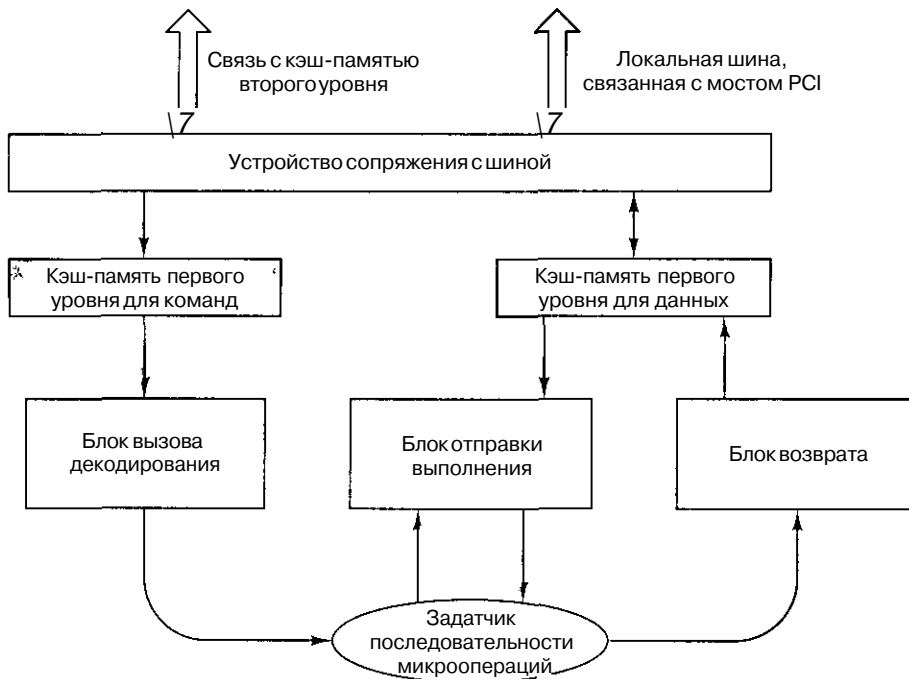 Связь с кэш-памятью
второго уровня
Локальная шина,
связанная с мостом PCI
Устройство сопряжения с шиной
Кэш-память первого
уровня для команд
Кэш-память первого
уровня для данных
Блок вызова
декодирования
Блок отправки
выполнения
Блок возврата
Задатчик
последовательности
микроопераций